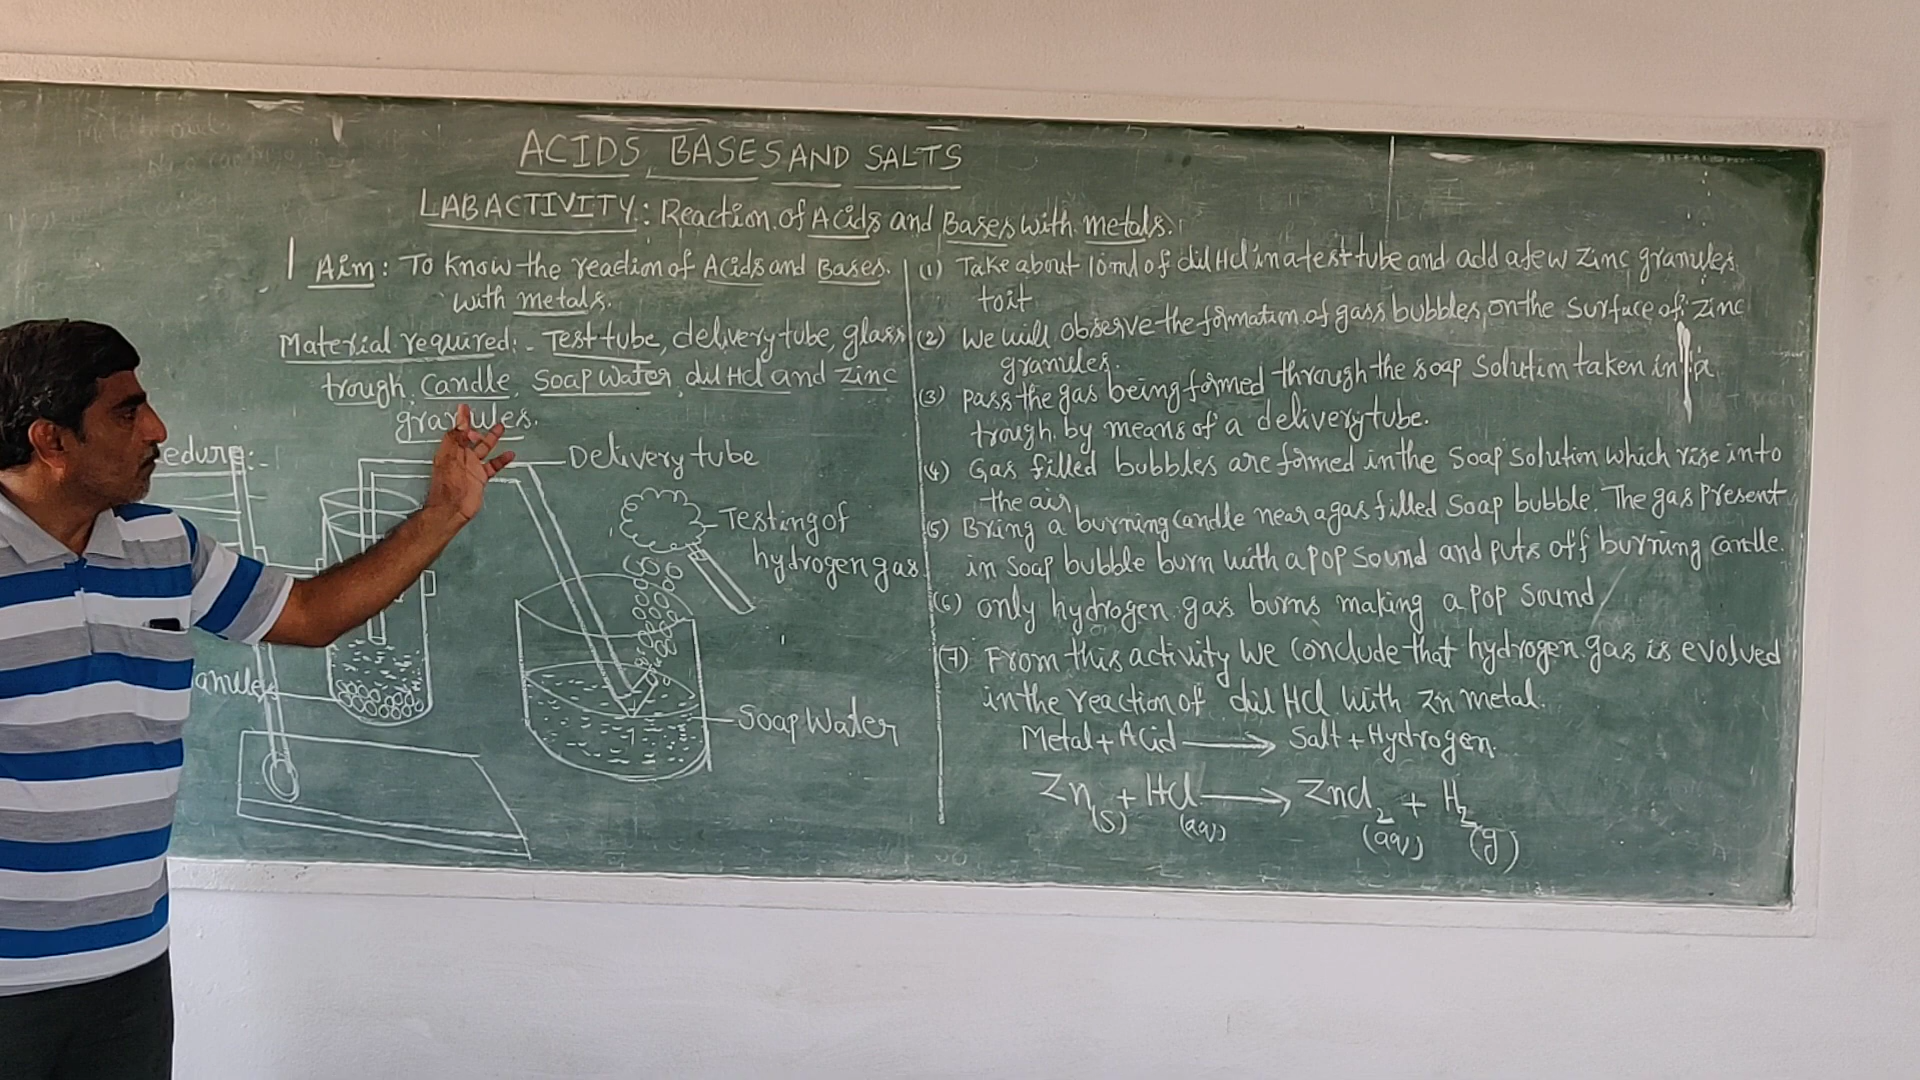 ACIDS, BASES AND SALTS
LAB ACTIVITY: Reaction of Acids and Bases with metals.
Aim: To Know the reaction of Acids and Bases.
with metals.
Material required:- Test tube, delivery tube, glass
trough, Candle, Soap Water, dil Hcl and zinc
granules.
edure:-
Delivery tube
Testing of
hydrogen gas
anules
Soap Water
(1) Take about 10ml of dil Hcl in a test tube and add a few zinc granules
to it
(2) We will observe the formation of gass bubbles, on the surface of zinc
granules.
(3) pass the gas being formed through the soap solution taken in a
trough by means of a delivery tube.
(4) Gas filled bubbles are formed in the soap solution which rise into
the air
(5) Bring a burning candle near a gas filled soap bubble. The gas present
in soap bubble burn with a pop sound and puts off burning candle.
(6) only hydrogen gas burns making a pop sound
(7) From this activity we conclude that hydrogen gas is evolved
in the reaction of dil Hcl with Zn metal.
Metal + Acid ⟶ Salt + Hydrogen.
Zn(s) + Hcl(aq) ⟶ Zncl₂(aq) + H₂(g)